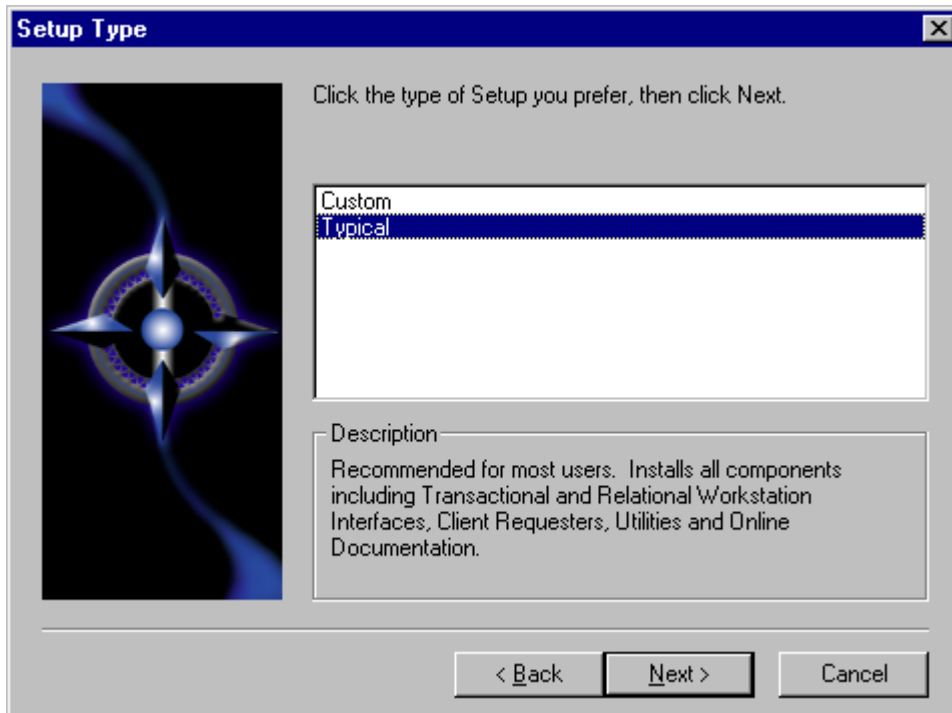 Setup Type
Click the type of Setup you prefer, then click Next.
Custom
Typical
Description
Recommended for most users. Installs all components
including Transactional and Relational Workstation
Interfaces, Client Requesters, Utilities and Online
Documentation.
< Back
Next >
Cancel